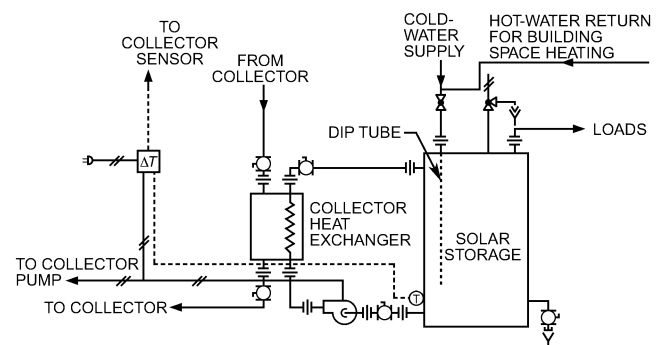 TO
COLLECTOR
SENSOR
FROM
COLLECTOR
COLD-
WATER
SUPPLY
HOT-WATER RETURN
FOR BUILDING
SPACE HEATING
DIP TUBE
LOADS
ΔT
COLLECTOR
HEAT
EXCHANGER
SOLAR
STORAGE
TO COLLECTOR
PUMP
TO COLLECTOR
T